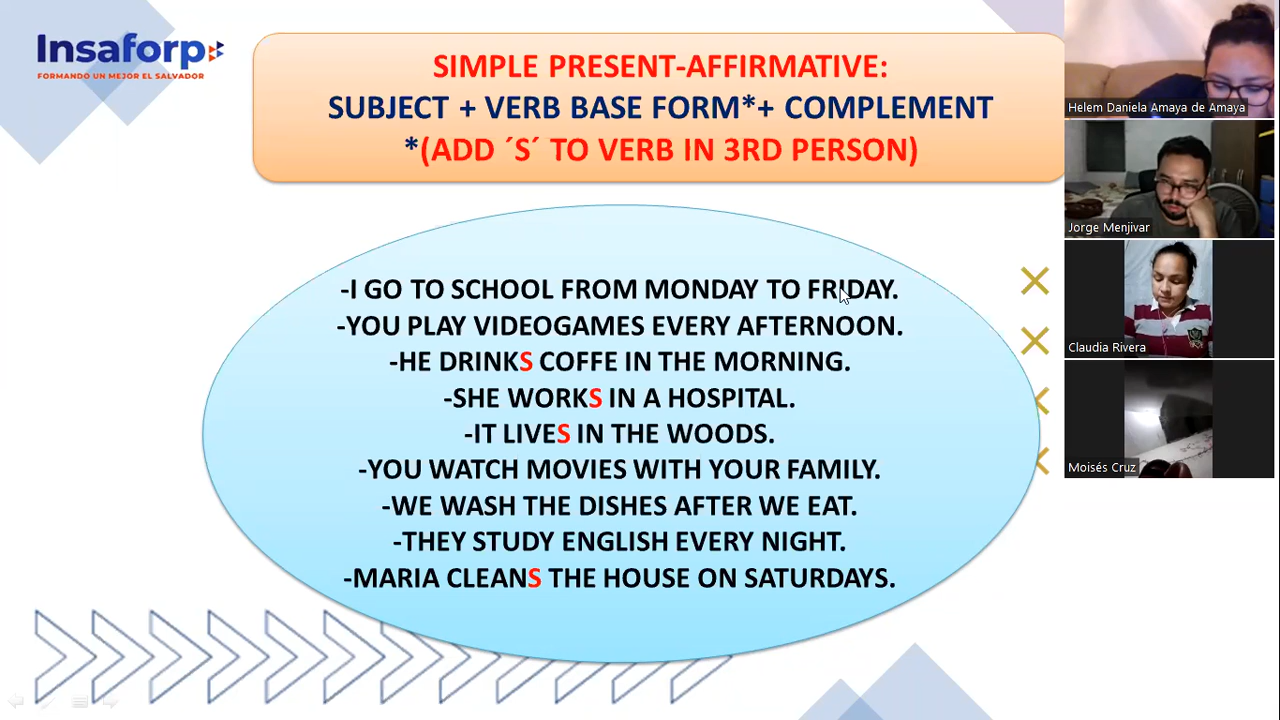 Insaforp
FORMANDO UN MEJOR EL SALVADOR
SIMPLE PRESENT-AFFIRMATIVE:
SUBJECT + VERB BASE FORM*+ COMPLEMENT
*(ADD ´S´ TO VERB IN 3RD PERSON)
-I GO TO SCHOOL FROM MONDAY TO FRIDAY.
-YOU PLAY VIDEOGAMES EVERY AFTERNOON.
-HE DRINKS COFFE IN THE MORNING.
-SHE WORKS IN A HOSPITAL.
-IT LIVES IN THE WOODS.
-YOU WATCH MOVIES WITH YOUR FAMILY.
-WE WASH THE DISHES AFTER WE EAT.
-THEY STUDY ENGLISH EVERY NIGHT.
-MARIA CLEANS THE HOUSE ON SATURDAYS.
Helem Daniela Amaya de Amaya
Jorge Menjivar
Claudia Rivera
Moisés Cruz